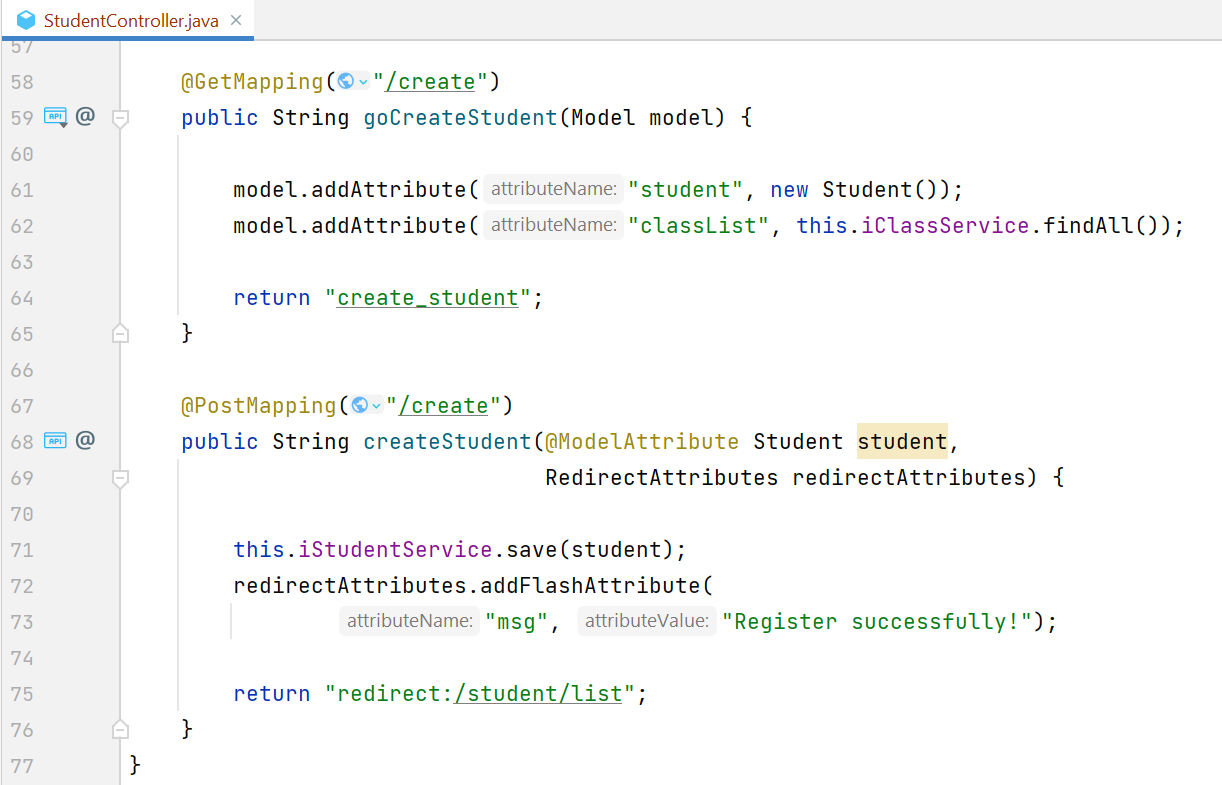 StudentController.java
57
58 @GetMapping("/create")
59 API @ public String goCreateStudent(Model model) {
60
61 model.addAttribute( attributeName: "student", new Student());
62 model.addAttribute( attributeName: "classList", this.iClassService.findAll());
63
64 return "create_student";
65 }
66
67 @PostMapping("/create")
68 API @ public String createStudent(@ModelAttribute Student student,
69 RedirectAttributes redirectAttributes) {
70
71 this.iStudentService.save(student);
72 redirectAttributes.addFlashAttribute(
73 attributeName: "msg", attributeValue: "Register successfully!");
74
75 return "redirect:/student/list";
76 }
77 }